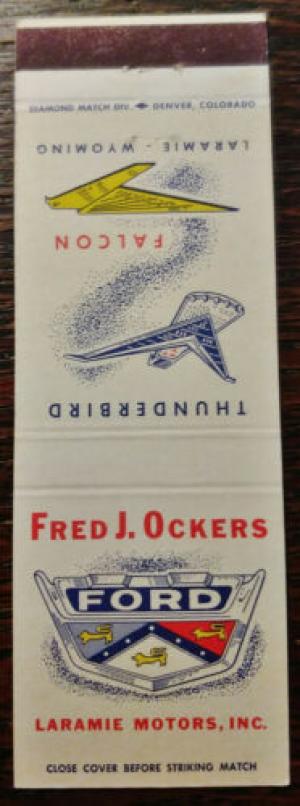 DIAMOND MATCH DIV. DENVER, COLORADO
LARAMIE - WYOMING
FALCON
THUNDERBIRD
FRED J. OCKERS
FORD
LARAMIE MOTORS, INC.
CLOSE COVER BEFORE STRIKING MATCH